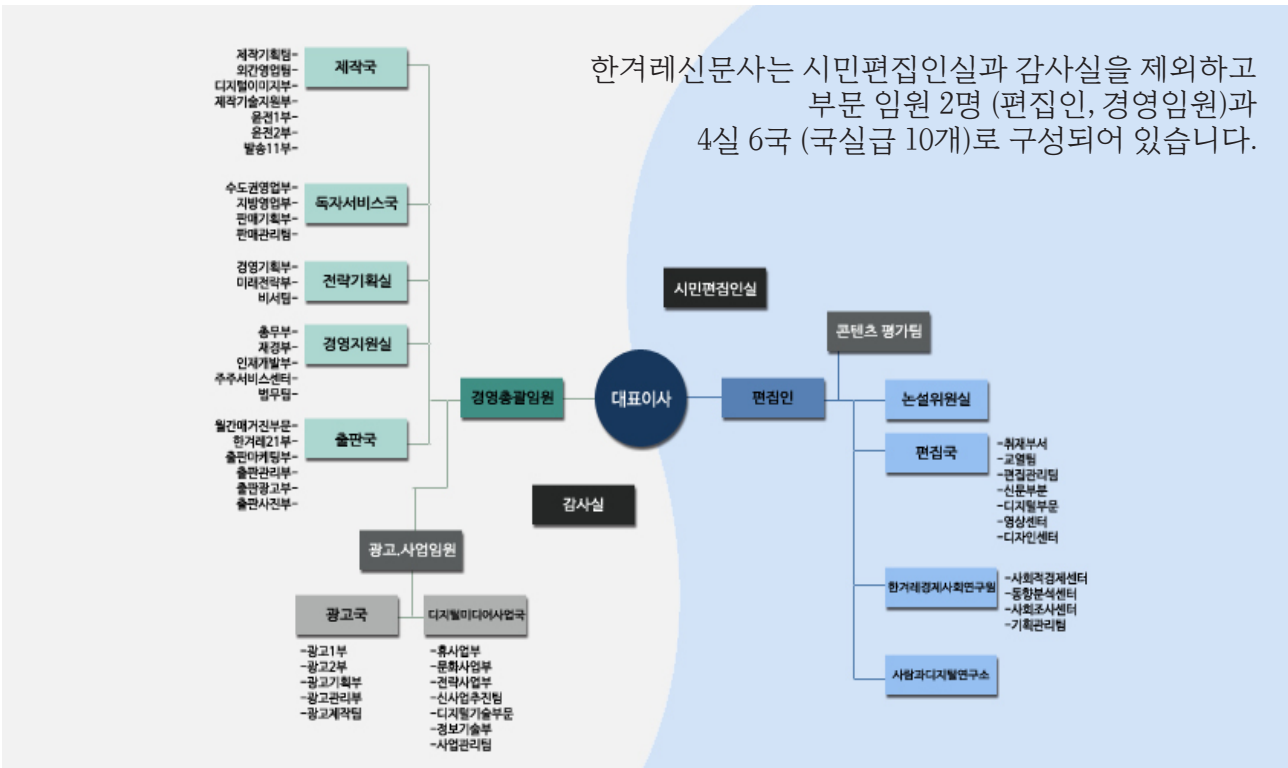 한겨레신문사는 시민편집인실과 감사실을 제외하고
부문 임원 2명 (편집인, 경영임원)과
4실 6국 (국실급 10개)로 구성되어 있습니다.
제작기획팀-
외간영업팀-
디지털이미지부-
제작기술지원부-
윤전1부-
윤전2부-
발송11부-
제작국
수도권영업부-
지방영업부-
판매기획부-
판매관리팀-
독자서비스국
경영기획부-
미래전략부-
비서팀-
전략기획실
총무부-
재경부-
인재개발부-
주주서비스센터-
법무팀-
경영지원실
월간매거진부문-
한겨레21부-
출판마케팅부-
출판관리부-
출판광고부-
출판사진부-
출판국
경영총괄임원
대표이사
편집인
시민편집인실
감사실
콘텐츠 평가팀
논설위원실
편집국
-취재부서
-교열팀
-편집관리팀
-신문부분
-디지털부문
-영상센터
-디자인센터
한겨레경제사회연구원
-사회적경제센터
-동향분석센터
-사회조사센터
-기획관리팀
사람과디지털연구소
광고.사업임원
광고국
-광고1부
-광고2부
-광고기획부
-광고관리부
-광고제작팀
디지털미디어사업국
-휴사업부
-문화사업부
-전략사업부
-신사업추진팀
-디지털기술부문
-정보기술부
-사업관리팀